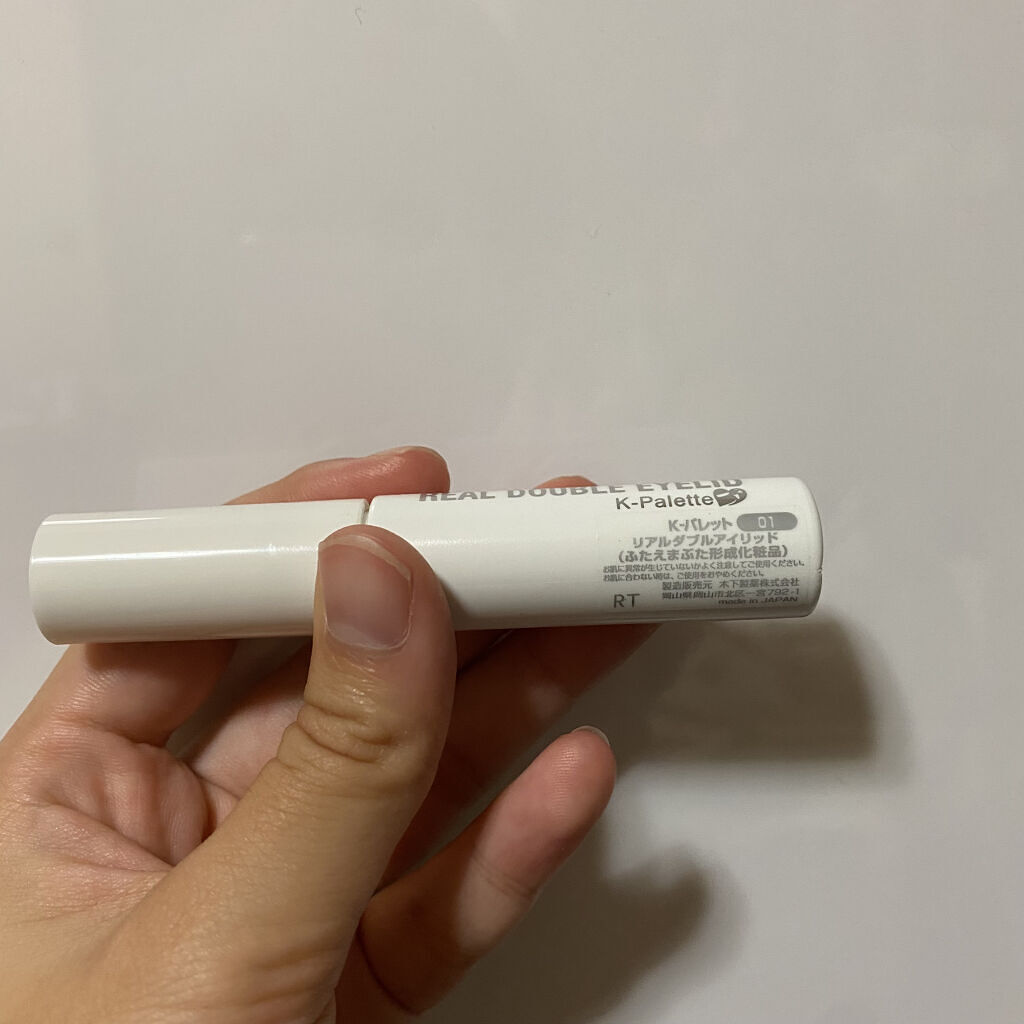 REAL DOUBLE EYELID
K-Palette
K-パレット 01
リアルダブルアイリッド
(ふたえまぶた形成化粧品)
お肌に異常が生じていないかよく注意してご使用ください。
お肌に合わない時は、ご使用をおやめください。
製造販売元 木下製薬株式会社
岡山県岡山市北区一宮792-1
RT made in JAPAN